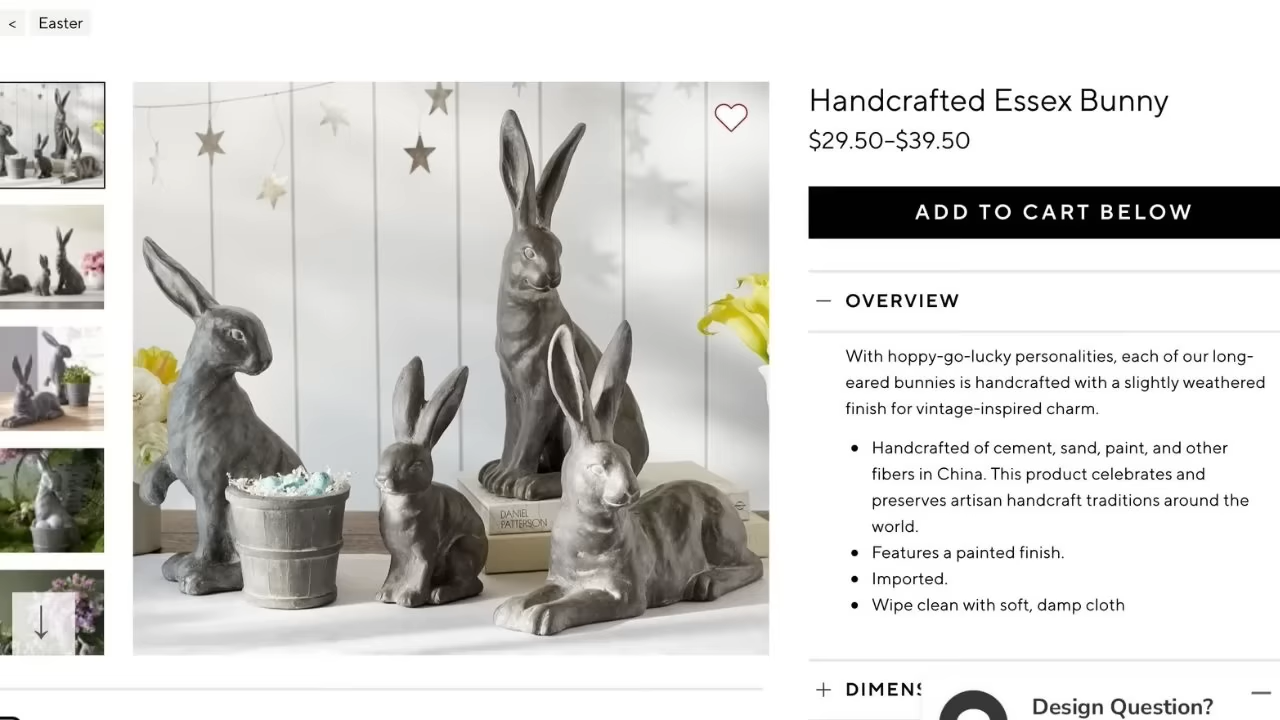 < Easter
Handcrafted Essex Bunny
$29.50–$39.50
ADD TO CART BELOW
— OVERVIEW
With hoppy-go-lucky personalities, each of our long-
eared bunnies is handcrafted with a slightly weathered
finish for vintage-inspired charm.
• Handcrafted of cement, sand, paint, and other
fibers in China. This product celebrates and
preserves artisan handcraft traditions around the
world.
• Features a painted finish.
• Imported.
• Wipe clean with soft, damp cloth
DANIEL
PATTERSON
+ DIMENS
Design Question?